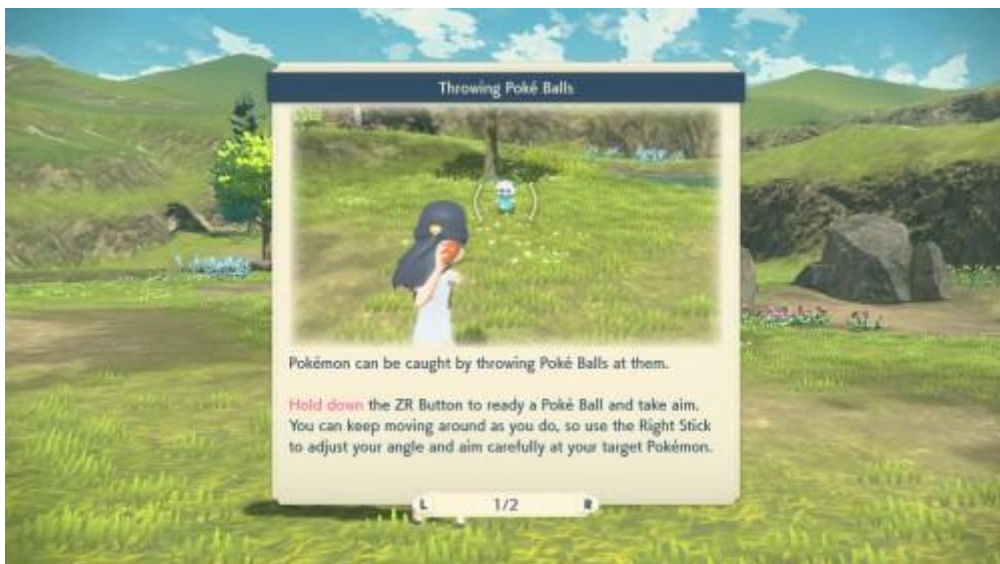 Throwing Poké Balls
Pokémon can be caught by throwing Poké Balls at them.
Hold down the ZR Button to ready a Poké Ball and take aim.
You can keep moving around as you do, so use the Right Stick
to adjust your angle and aim carefully at your target Pokémon.
L 1/2 R